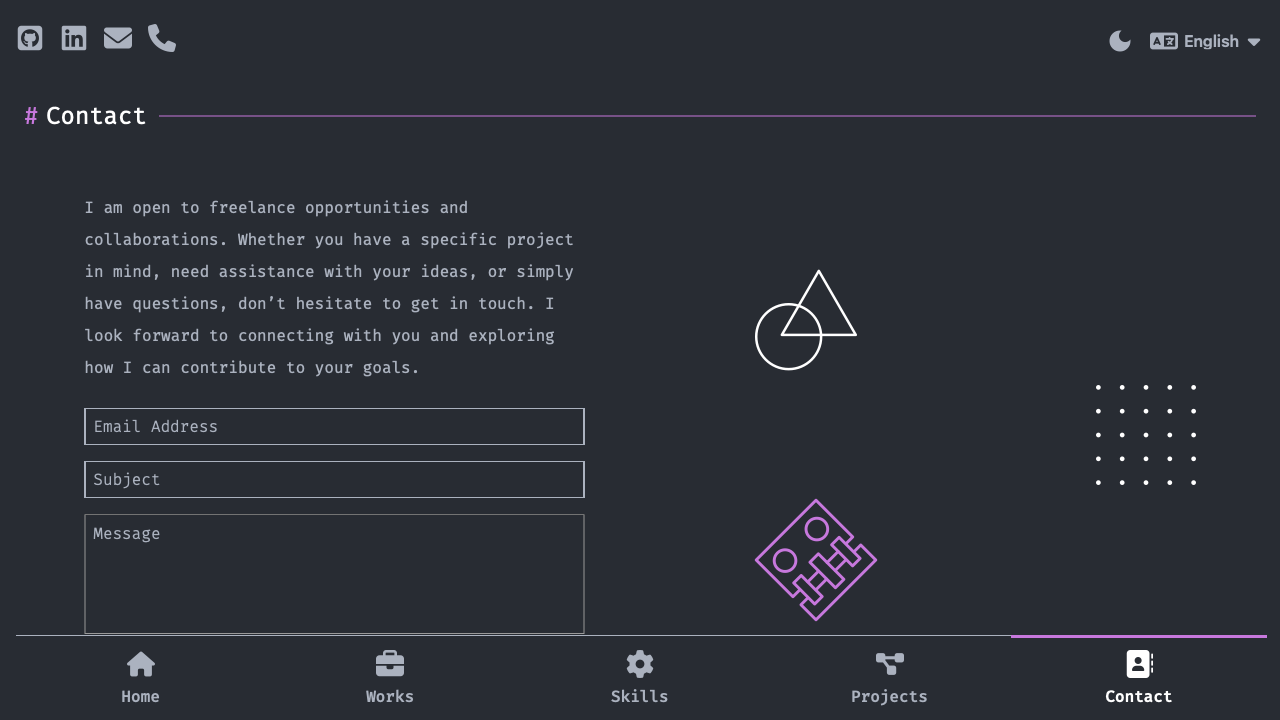 English
# Contact
I am open to freelance opportunities and
collaborations. Whether you have a specific project
in mind, need assistance with your ideas, or simply
have questions, don’t hesitate to get in touch. I
look forward to connecting with you and exploring
how I can contribute to your goals.
Email Address
Subject
Message
Home
Works
Skills
Projects
Contact